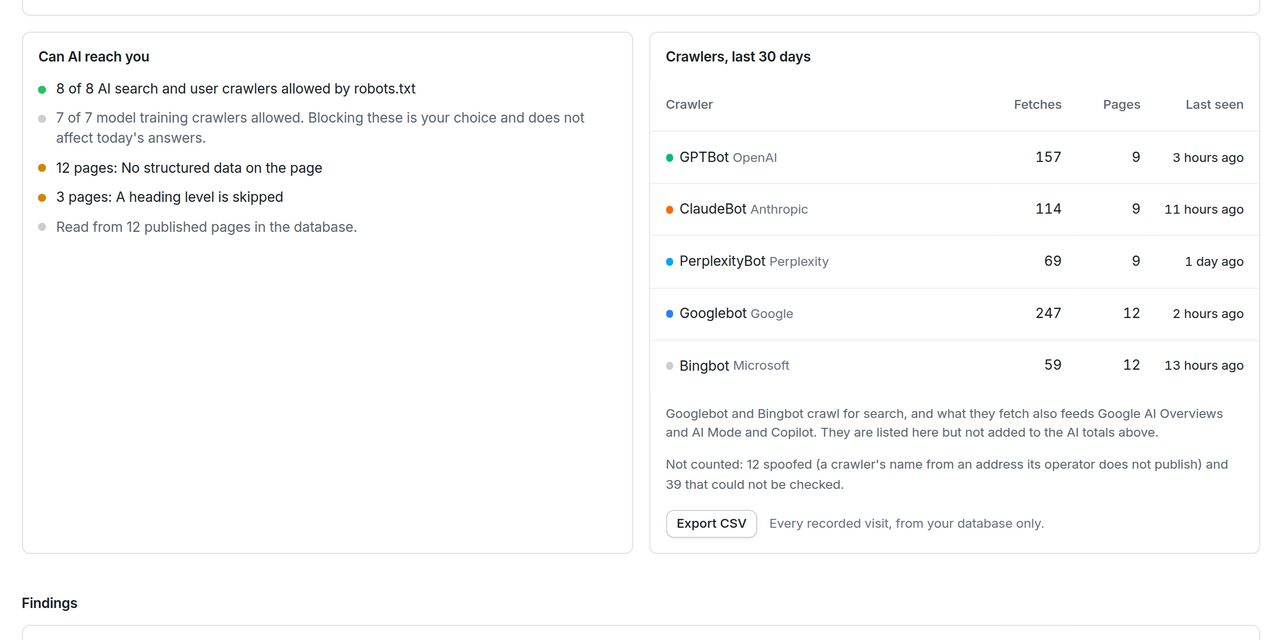 Can AI reach you
8 of 8 AI search and user crawlers allowed by robots.txt
7 of 7 model training crawlers allowed. Blocking these is your choice and does not
affect today's answers.
12 pages: No structured data on the page
3 pages: A heading level is skipped
Read from 12 published pages in the database.
Crawlers, last 30 days
Crawler Fetches Pages Last seen
GPTBot OpenAI 157 9 3 hours ago
ClaudeBot Anthropic 114 9 11 hours ago
PerplexityBot Perplexity 69 9 1 day ago
Googlebot Google 247 12 2 hours ago
Bingbot Microsoft 59 12 13 hours ago
Googlebot and Bingbot crawl for search, and what they fetch also feeds Google AI Overviews
and AI Mode and Copilot. They are listed here but not added to the AI totals above.
Not counted: 12 spoofed (a crawler's name from an address its operator does not publish) and
39 that could not be checked.
Export CSV Every recorded visit, from your database only.
Findings